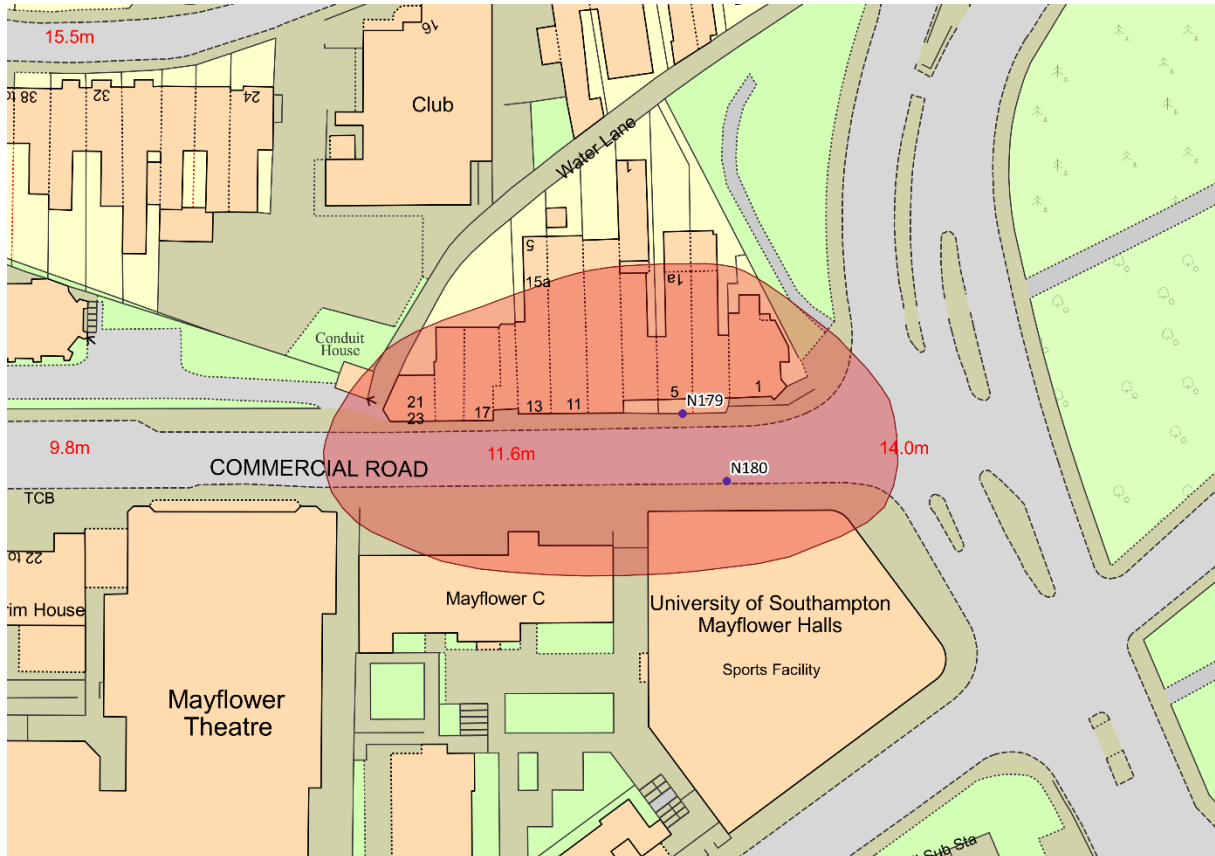 15.5m
16
38 to
32
24
Club
Water Lane
1
5
15a
1a
Conduit
House
21
23
17
13
11
5
1
N179
9.8m
COMMERCIAL ROAD
11.6m
14.0m
N180
TCB
22 to
rim House
Mayflower C
University of Southampton
Mayflower Halls
Sports Facility
Mayflower
Theatre
Sub Sta